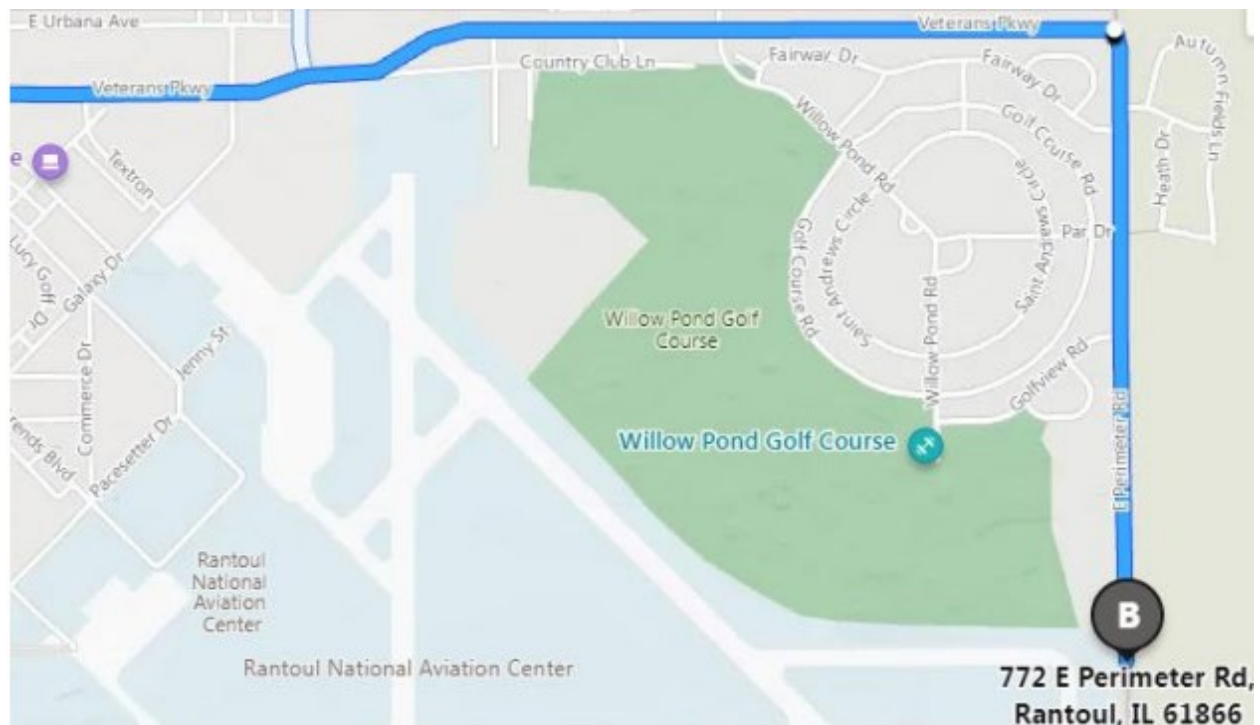 E Urbana Ave
Veterans Pkwy
Country Club Ln
Fairway Dr
Fairway Dr
Autumn Fields Ln
Veterans Pkwy
Willow Pond Rd
Golf Course Rd
Heath Dr
e
Textron
Saint Andrews Circle
Saint Andrews Circle
Par Dr
Lucy Goff Dr
Galaxy Dr
Golf Course Rd
Willow Pond Rd
Willow Pond Golf
Course
Jenny St
Commerce Dr
Golfview Rd
rends Blvd
Pacesetter Dr
Willow Pond Golf Course
E Perimeter Rd
Rantoul
National
Aviation
Center
B
Rantoul National Aviation Center
772 E Perimeter Rd,
Rantoul, IL 61866